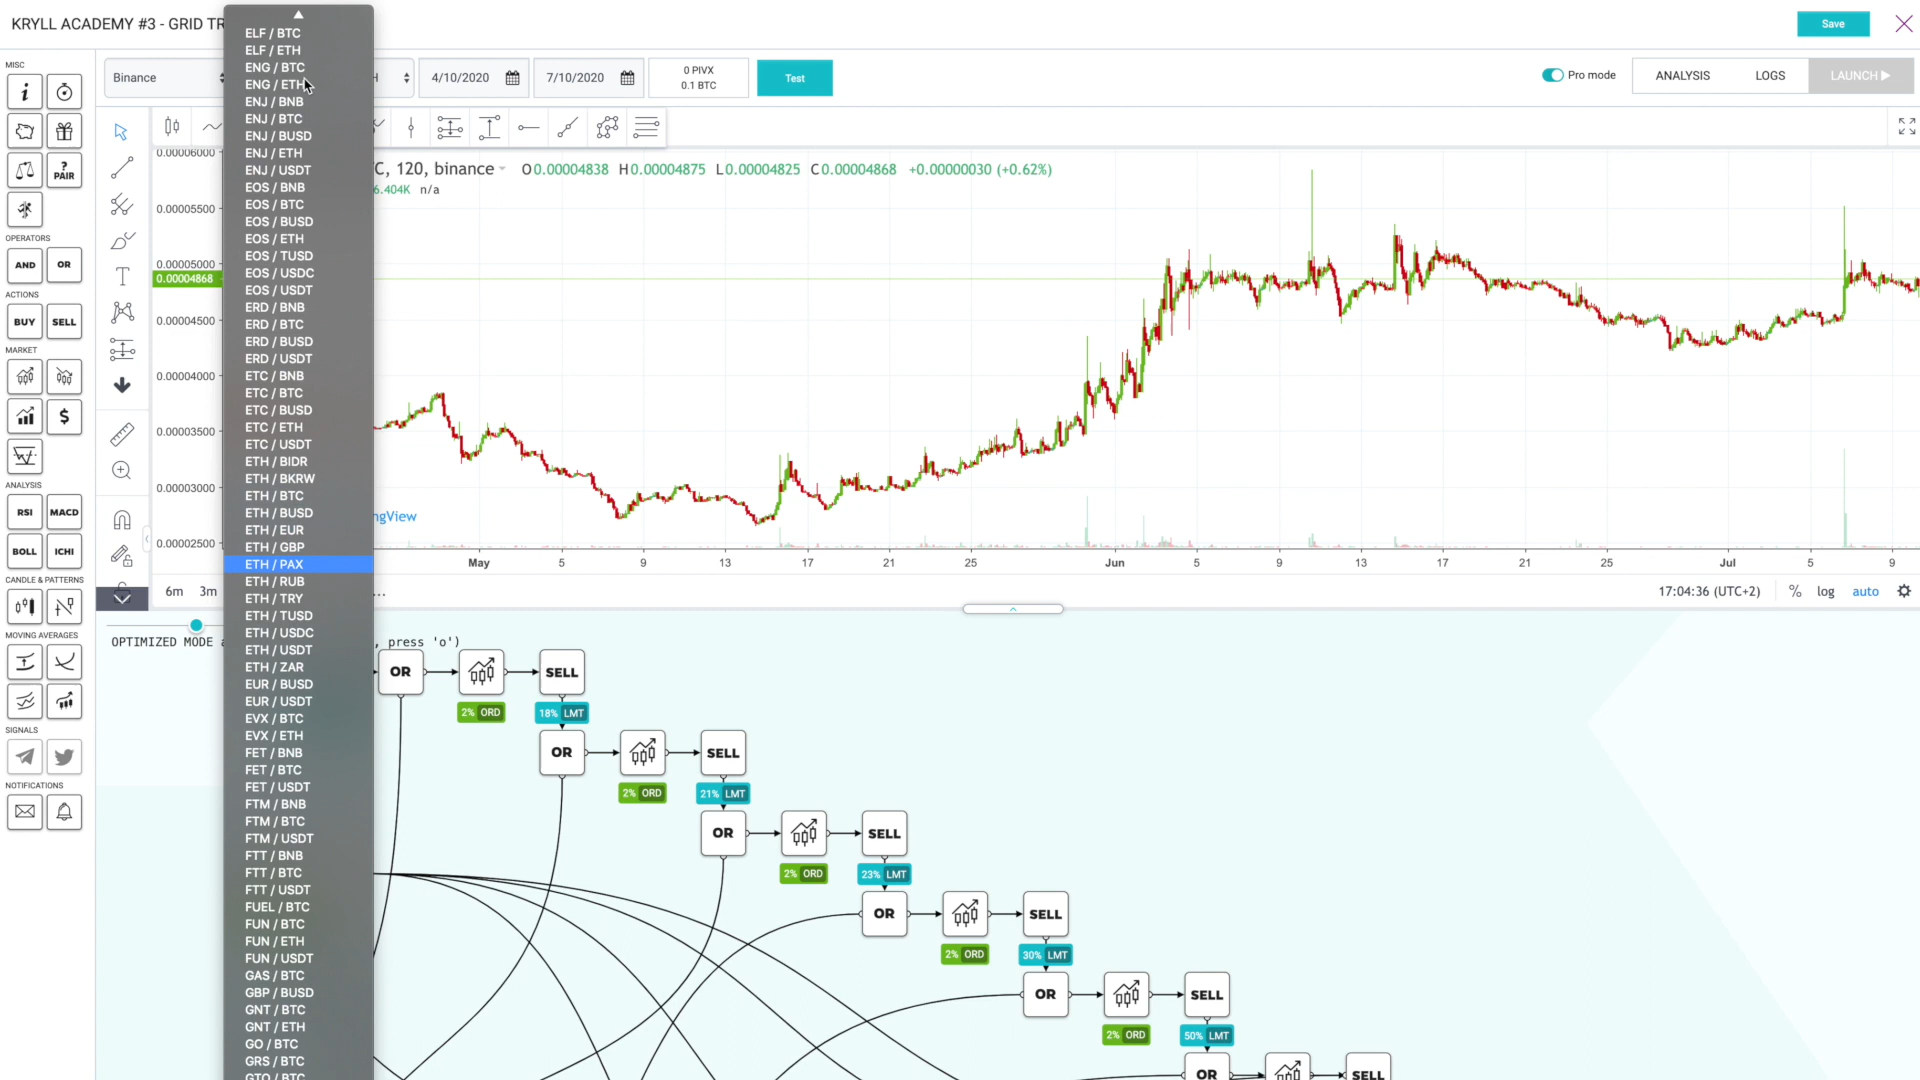 KRYLL ACADEMY #3 - GRID TR
Save
MISC
Binance
H
4/10/2020
7/10/2020
0 PIVX
0.1 BTC
Test
Pro mode
ANALYSIS
LOGS
LAUNCH
? PAIR
OPERATORS
AND
OR
ACTIONS
BUY
SELL
MARKET
$
ANALYSIS
RSI
MACD
BOLL
ICHI
CANDLE & PATTERNS
MOVING AVERAGES
SIGNALS
NOTIFICATIONS
T
C, 120, binance
O0.00004838 H0.00004875 L0.00004825 C0.00004868 +0.00000030 (+0.62%)
6.404K n/a
0.00006000
0.00005500
0.00005000
0.00004868
0.00004500
0.00004000
0.00003500
0.00003000
0.00002500
ngView
May 5 9 13 17 21 25 Jun 5 9 13 17 21 25 Jul 5 9
6m 3m
...
17:04:36 (UTC+2)
%
log
auto
ELF / BTC
ELF / ETH
ENG / BTC
ENG / ETH
ENJ / BNB
ENJ / BTC
ENJ / BUSD
ENJ / ETH
ENJ / USDT
EOS / BNB
EOS / BTC
EOS / BUSD
EOS / ETH
EOS / TUSD
EOS / USDC
EOS / USDT
ERD / BNB
ERD / BTC
ERD / BUSD
ERD / USDT
ETC / BNB
ETC / BTC
ETC / BUSD
ETC / ETH
ETC / USDT
ETH / BIDR
ETH / BKRW
ETH / BTC
ETH / BUSD
ETH / EUR
ETH / GBP
ETH / PAX
ETH / RUB
ETH / TRY
ETH / TUSD
ETH / USDC
ETH / USDT
ETH / ZAR
EUR / BUSD
EUR / USDT
EVX / BTC
EVX / ETH
FET / BNB
FET / BTC
FET / USDT
FTM / BNB
FTM / BTC
FTM / USDT
FTT / BNB
FTT / BTC
FTT / USDT
FUEL / BTC
FUN / BTC
FUN / ETH
FUN / USDT
GAS / BTC
GBP / BUSD
GNT / BTC
GNT / ETH
GO / BTC
GRS / BTC
GTO / BTC
OPTIMIZED MODE a
, press 'o')
OR
SELL
2% ORD
18% LMT
OR
SELL
2% ORD
21% LMT
OR
SELL
2% ORD
23% LMT
OR
SELL
2% ORD
30% LMT
OR
SELL
2% ORD
50% LMT
OR
SELL